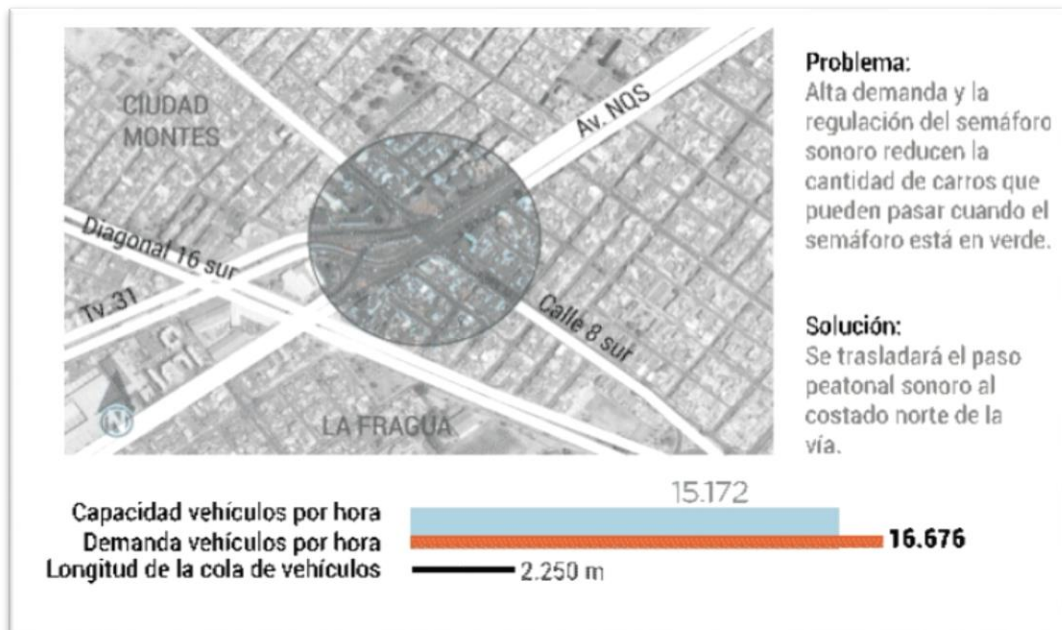 CIUDAD
MONTES
Av. NQS
Diagonal 16 sur
Tv. 31
Calle 8 sur
LA FRAGUA
N
Problema:
Alta demanda y la
regulación del semáforo
sonoro reducen la
cantidad de carros que
pueden pasar cuando el
semáforo está en verde.
Solución:
Se trasladará el paso
peatonal sonoro al
costado norte de la
vía.
15.172
Capacidad vehículos por hora
Demanda vehículos por hora
16.676
Longitud de la cola de vehículos
2.250 m